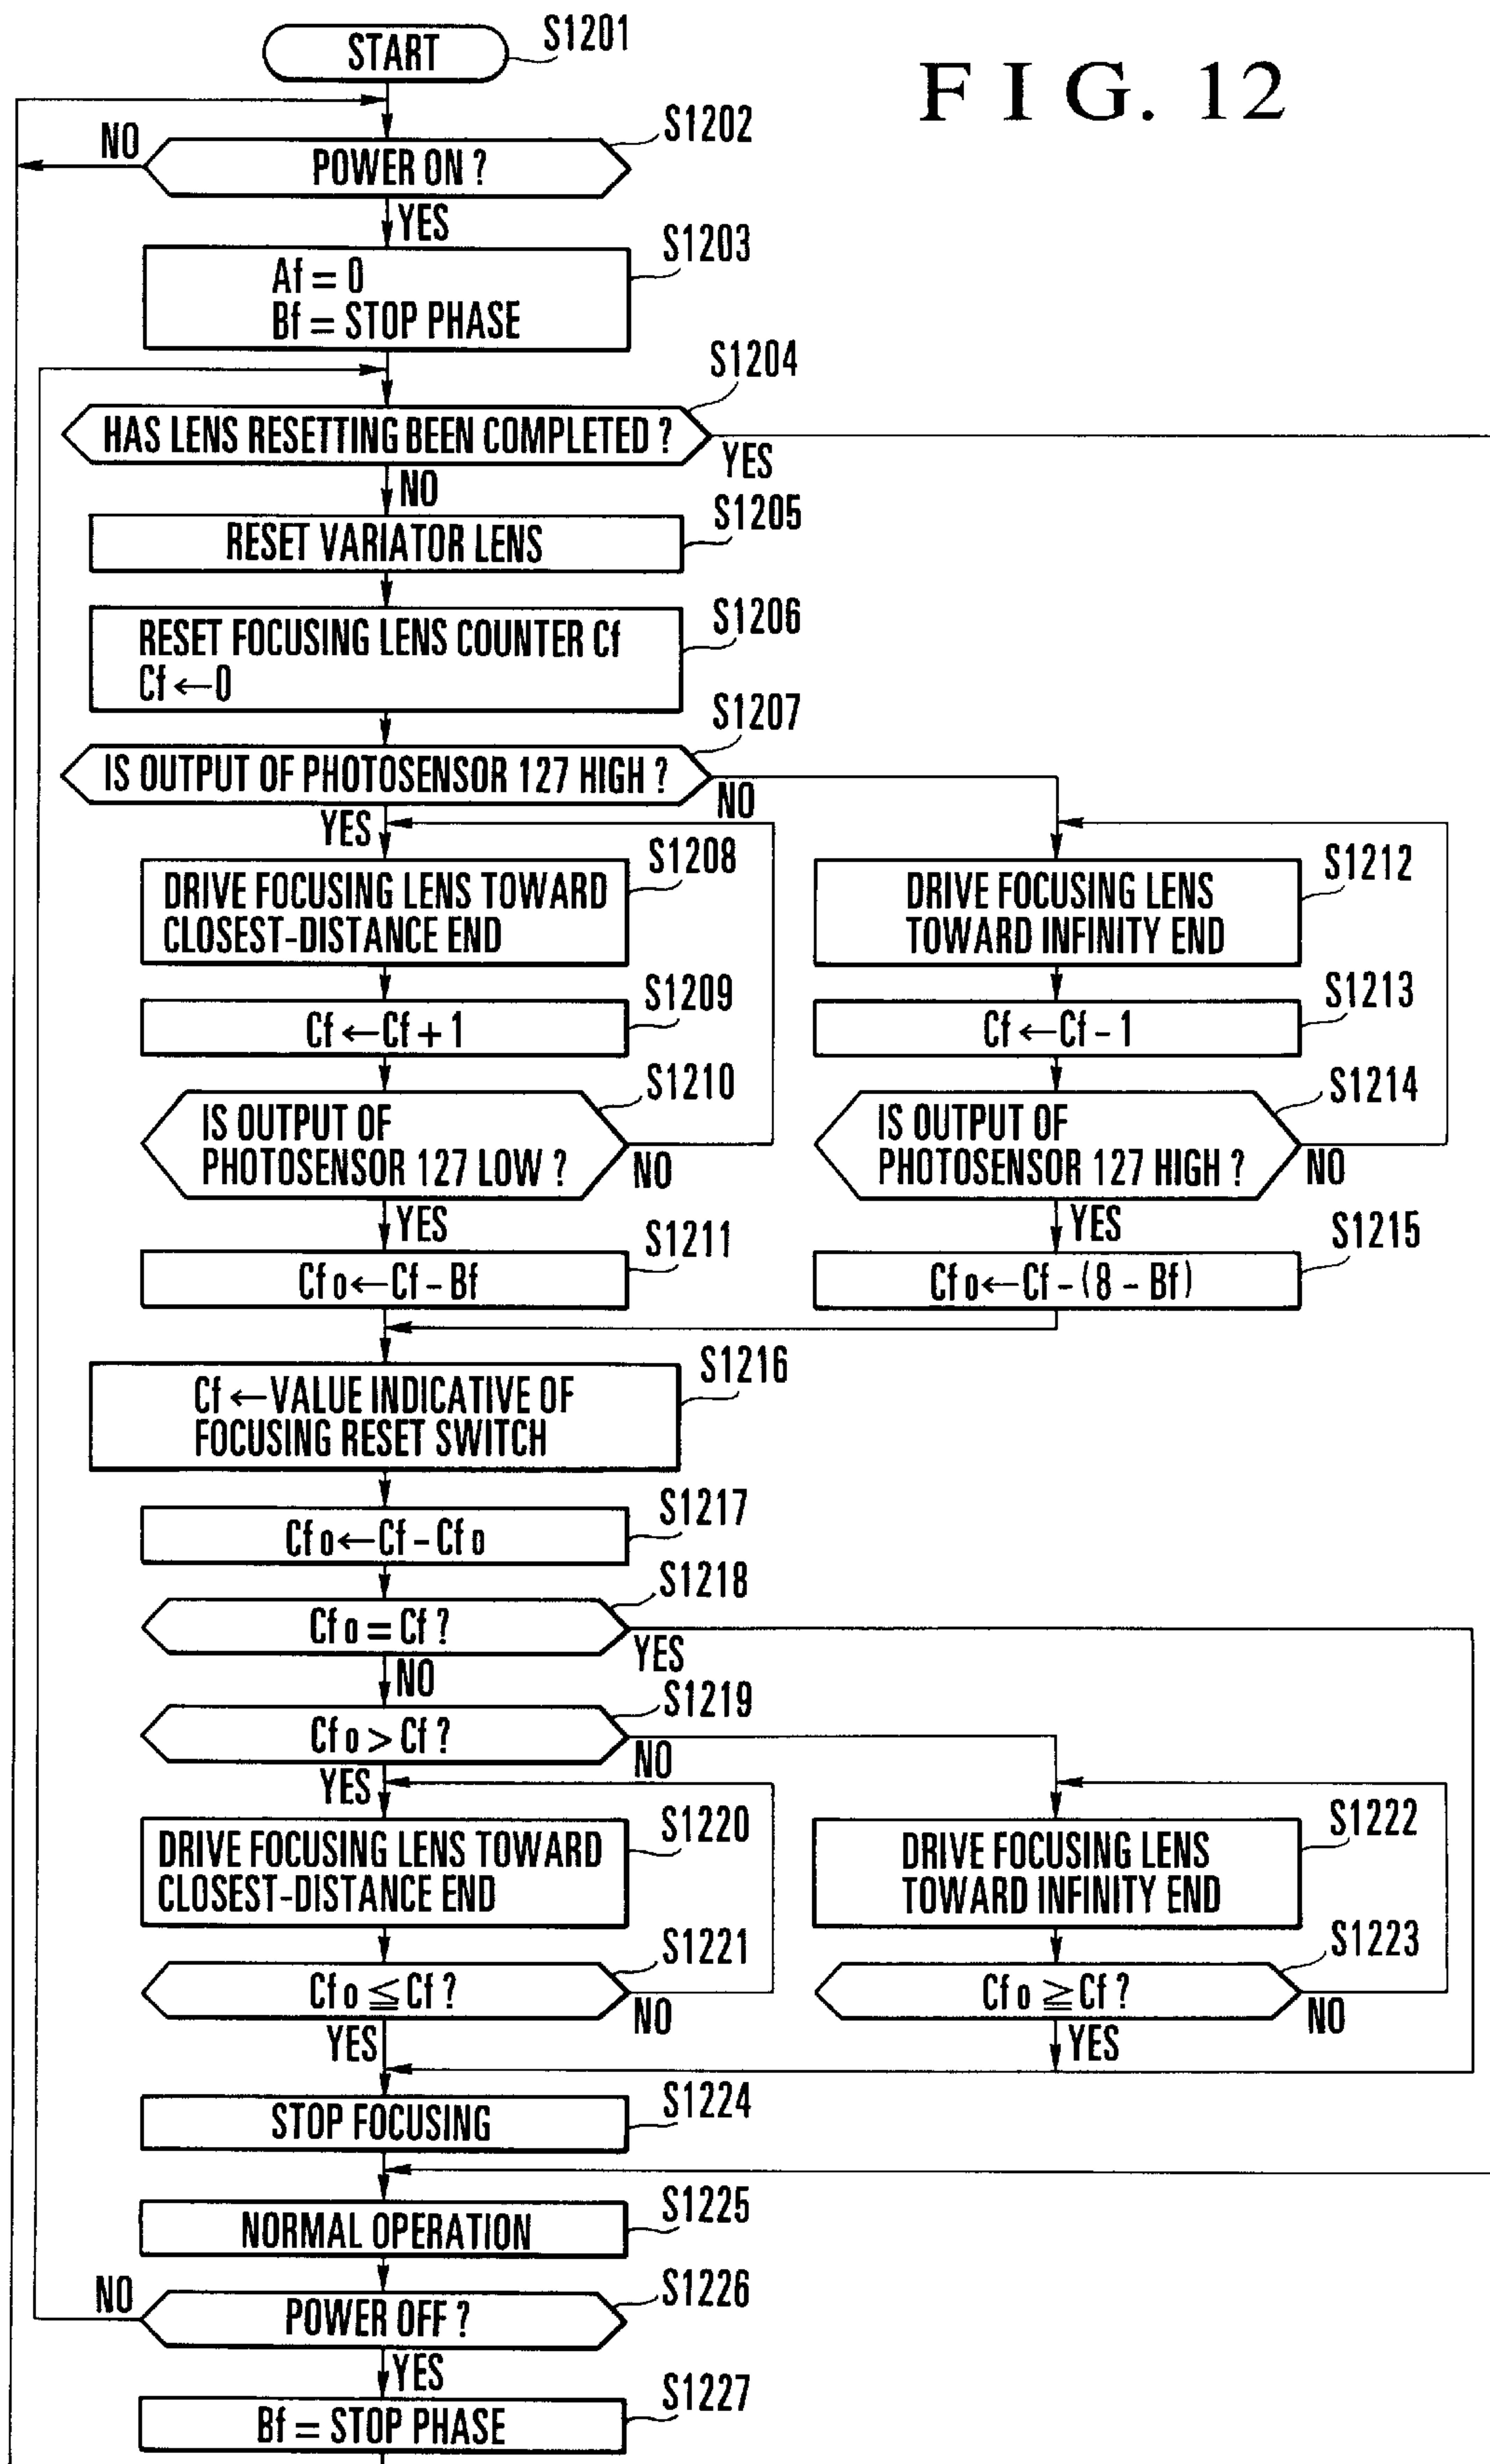 FIG. 12
START
S1201
NO
POWER ON ?
S1202
YES
Af = 0
Bf = STOP PHASE
S1203
S1204
HAS LENS RESETTING BEEN COMPLETED ?
YES
NO
RESET VARIATOR LENS
S1205
RESET FOCUSING LENS COUNTER Cf
Cf ← 0
S1206
S1207
IS OUTPUT OF PHOTOSENSOR 127 HIGH ?
NO
YES
DRIVE FOCUSING LENS TOWARD
CLOSEST-DISTANCE END
S1208
DRIVE FOCUSING LENS
TOWARD INFINITY END
S1212
Cf ← Cf + 1
S1209
Cf ← Cf - 1
S1213
IS OUTPUT OF
PHOTOSENSOR 127 LOW ?
S1210
NO
IS OUTPUT OF
PHOTOSENSOR 127 HIGH ?
S1214
NO
YES
YES
Cf0 ← Cf - Bf
S1211
Cf0 ← Cf - (8 - Bf)
S1215
Cf ← VALUE INDICATIVE OF
FOCUSING RESET SWITCH
S1216
Cf0 ← Cf - Cf0
S1217
Cf0 = Cf ?
S1218
YES
NO
Cf0 > Cf ?
S1219
NO
YES
DRIVE FOCUSING LENS TOWARD
CLOSEST-DISTANCE END
S1220
DRIVE FOCUSING LENS
TOWARD INFINITY END
S1222
Cf0 ≦ Cf ?
S1221
NO
Cf0 ≧ Cf ?
S1223
NO
YES
YES
STOP FOCUSING
S1224
NORMAL OPERATION
S1225
NO
POWER OFF ?
S1226
YES
Bf = STOP PHASE
S1227